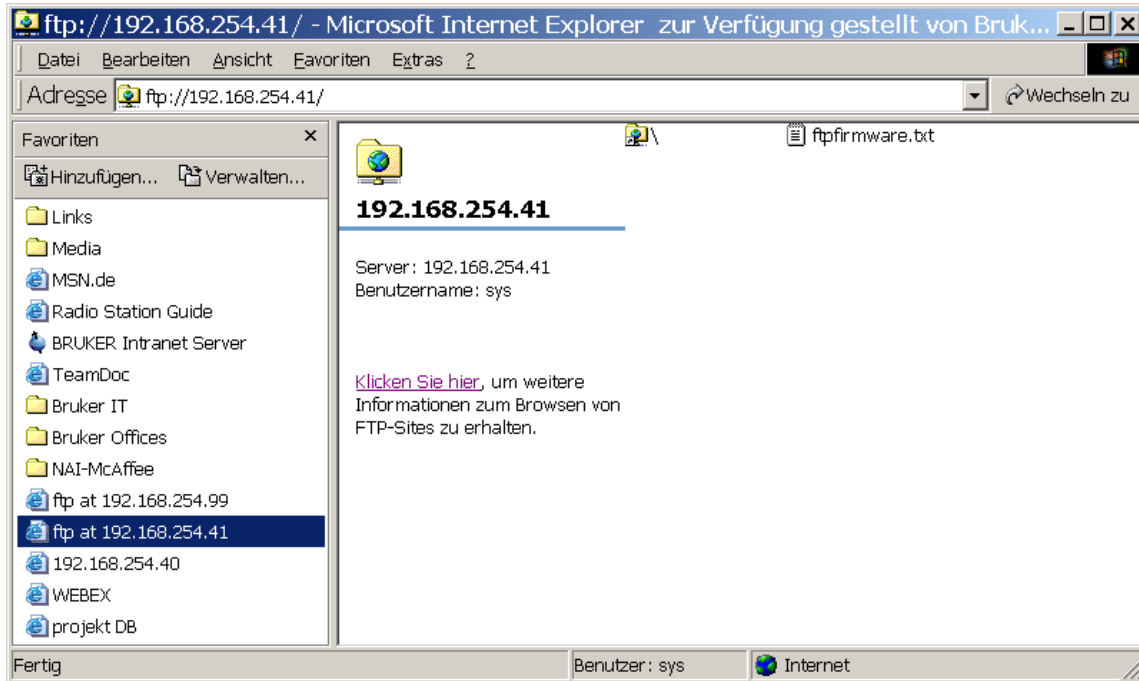 ftp://192.168.254.41/ - Microsoft Internet Explorer zur Verfügung gestellt von Bruk...
Datei Bearbeiten Ansicht Favoriten Extras ?
Adresse ftp://192.168.254.41/ Wechseln zu
Favoriten ×
Hinzufügen... Verwalten...
Links
Media
MSN.de
Radio Station Guide
BRUKER Intranet Server
TeamDoc
Bruker IT
Bruker Offices
NAI-McAffee
ftp at 192.168.254.99
ftp at 192.168.254.41
192.168.254.40
WEBEX
projekt DB
192.168.254.41
Server: 192.168.254.41
Benutzername: sys
Klicken Sie hier, um weitere
Informationen zum Browsen von
FTP-Sites zu erhalten.
\ ftpfirmware.txt
Fertig Benutzer: sys Internet